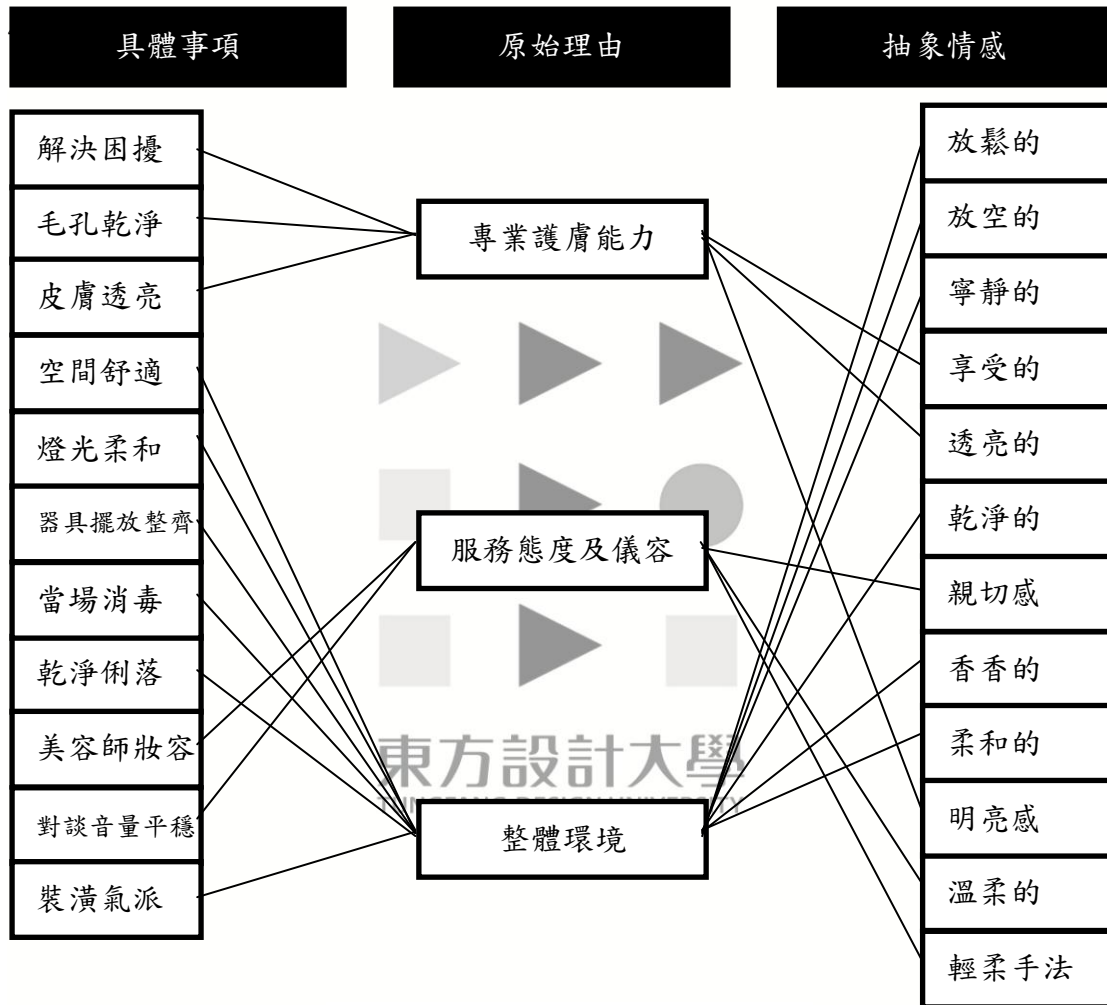 具體事項
原始理由
抽象情感
解決困擾
毛孔乾淨
皮膚透亮
空間舒適
燈光柔和
器具擺放整齊
當場消毒
乾淨俐落
美容師妝容
對談音量平穩
裝潢氣派
專業護膚能力
服務態度及儀容
東方設計大學
整體環境
放鬆的
放空的
寧靜的
享受的
透亮的
乾淨的
親切感
香香的
柔和的
明亮感
溫柔的
輕柔手法